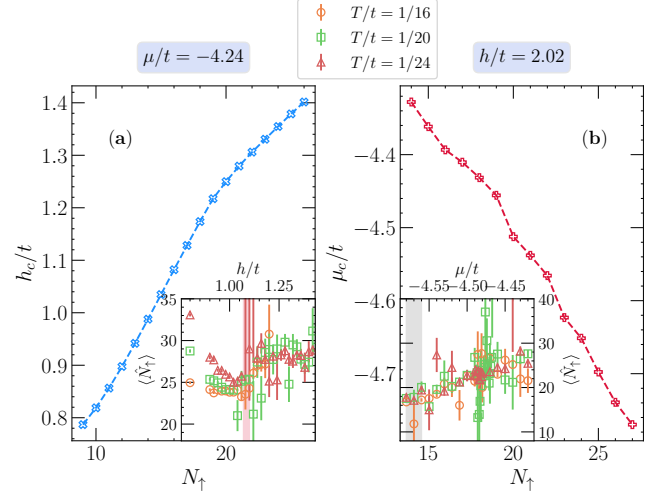 T/t = 1/16
T/t = 1/20
T/t = 1/24
μ/t = −4.24
h/t = 2.02
(a)
h_c/t
1.4
1.3
1.2
1.1
1.0
0.9
0.8
10
20
N↑
h/t
1.00
1.25
35
30
25
20
⟨N̂↑⟩
(b)
μ_c/t
−4.4
−4.5
−4.6
−4.7
15
20
25
N↑
μ/t
−4.55
−4.50
−4.45
40
30
20
10
⟨N̂↑⟩